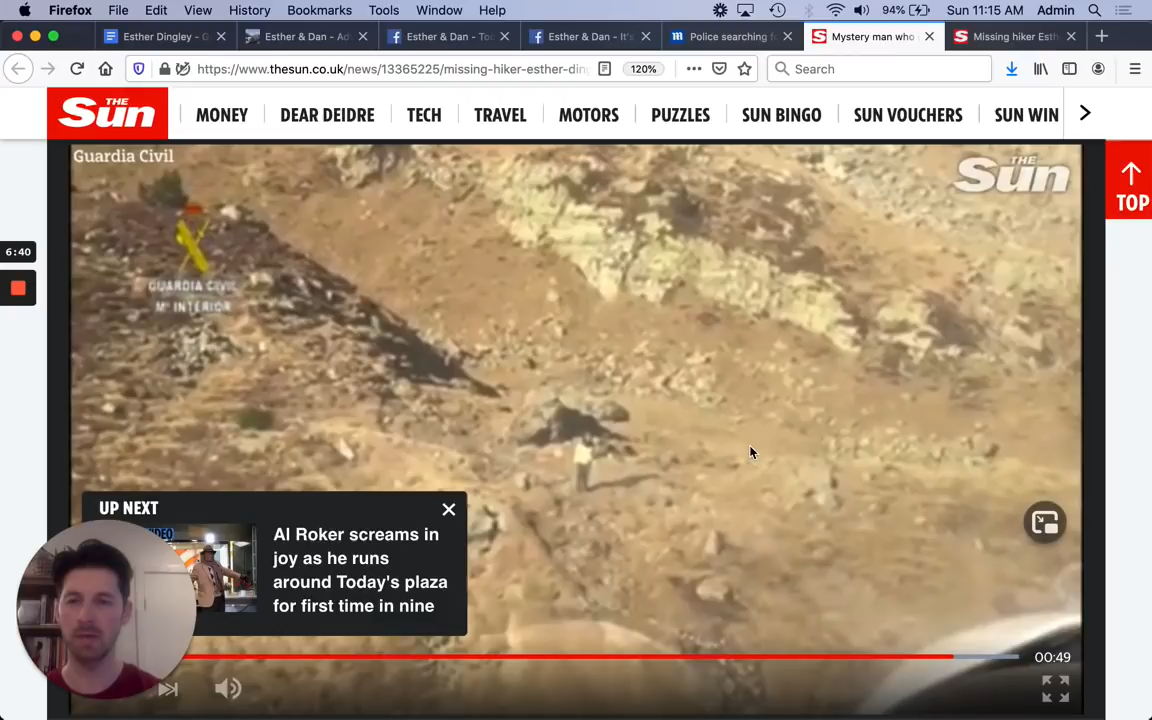 Firefox File Edit View History Bookmarks Tools Window Help 94% Sun 11:15 AM Admin
Esther Dingley - G
Esther & Dan - Ad
Esther & Dan - To
Esther & Dan - It's
Police searching f
Mystery man who
Missing hiker Esth
https://www.thesun.co.uk/news/13365225/missing-hiker-esther-din
120%
Search
THE Sun
MONEY DEAR DEIDRE TECH TRAVEL MOTORS PUZZLES SUN BINGO SUN VOUCHERS SUN WIN
TOP
Guardia Civil
THE Sun
6:40
GUARDIA CIVIL
Mº INTERIOR
UP NEXT
VIDEO
Al Roker screams in
joy as he runs
around Today's plaza
for first time in nine
00:49